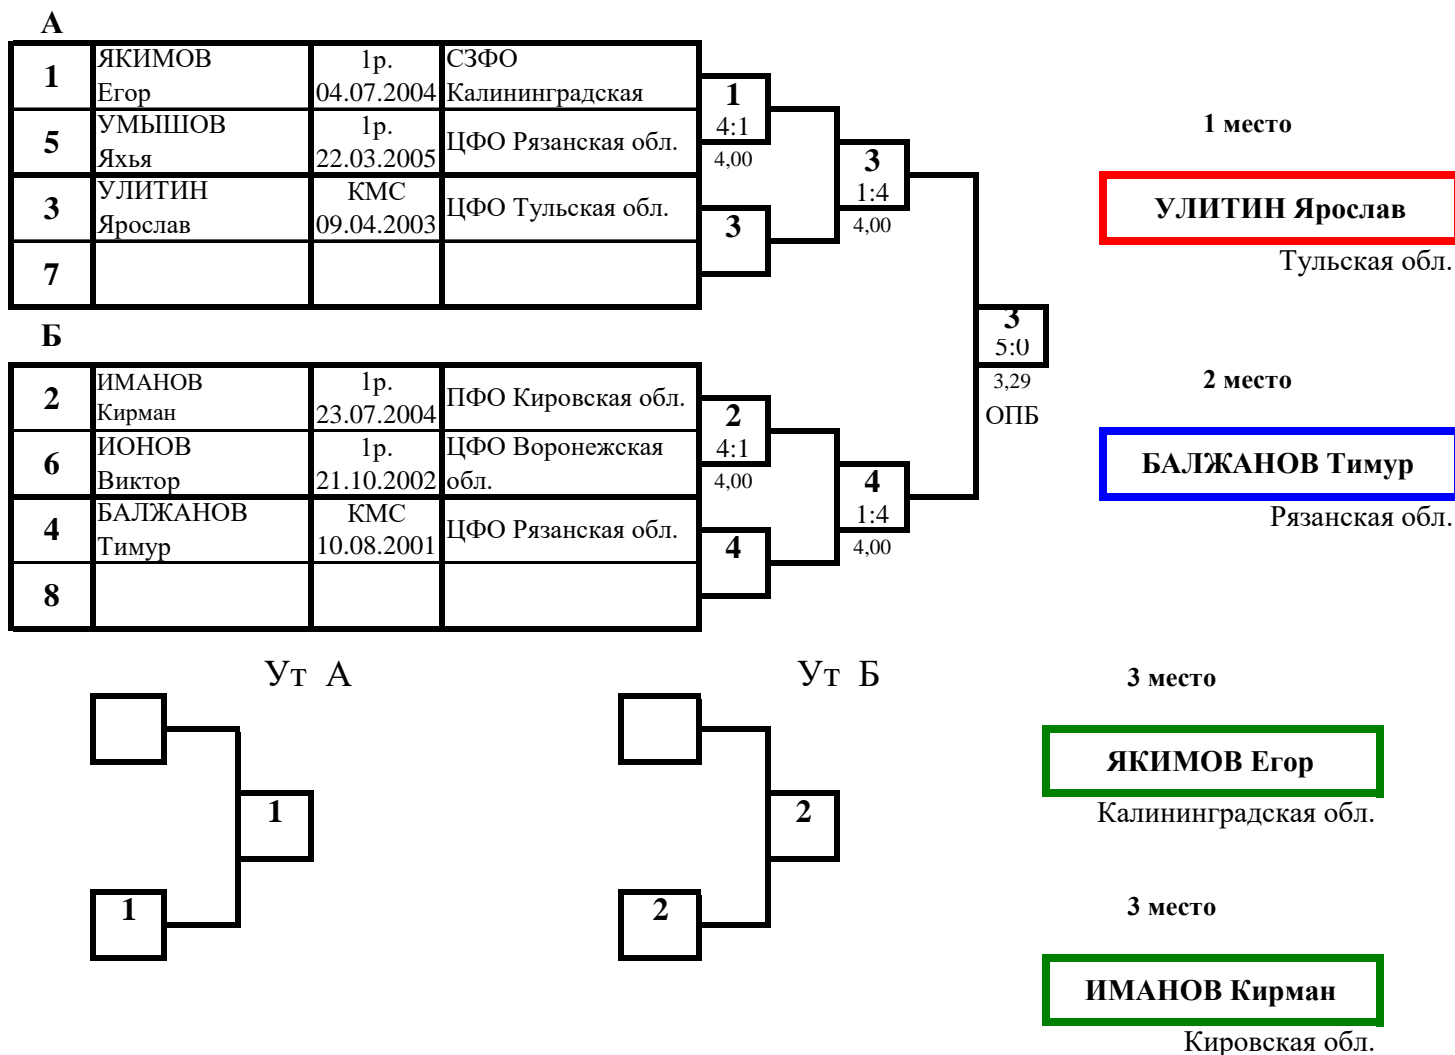 А
1
ЯКИМОВ
Егор
1р.
04.07.2004
СЗФО
Калининградская
5
УМЫШОВ
Яхья
1р.
22.03.2005
ЦФО Рязанская обл.
3
УЛИТИН
Ярослав
КМС
09.04.2003
ЦФО Тульская обл.
7
1
4:1
4,00
3
3
1:4
4,00
Б
2
ИМАНОВ
Кирман
1р.
23.07.2004
ПФО Кировская обл.
6
ИОНОВ
Виктор
1р.
21.10.2002
ЦФО Воронежская
обл.
4
БАЛЖАНОВ
Тимур
КМС
10.08.2001
ЦФО Рязанская обл.
8
2
4:1
4,00
4
4
1:4
4,00
3
5:0
3,29
ОПБ
1 место
УЛИТИН Ярослав
Тульская обл.
2 место
БАЛЖАНОВ Тимур
Рязанская обл.
Ут А
1
1
Ут Б
2
2
3 место
ЯКИМОВ Егор
Калининградская обл.
3 место
ИМАНОВ Кирман
Кировская обл.